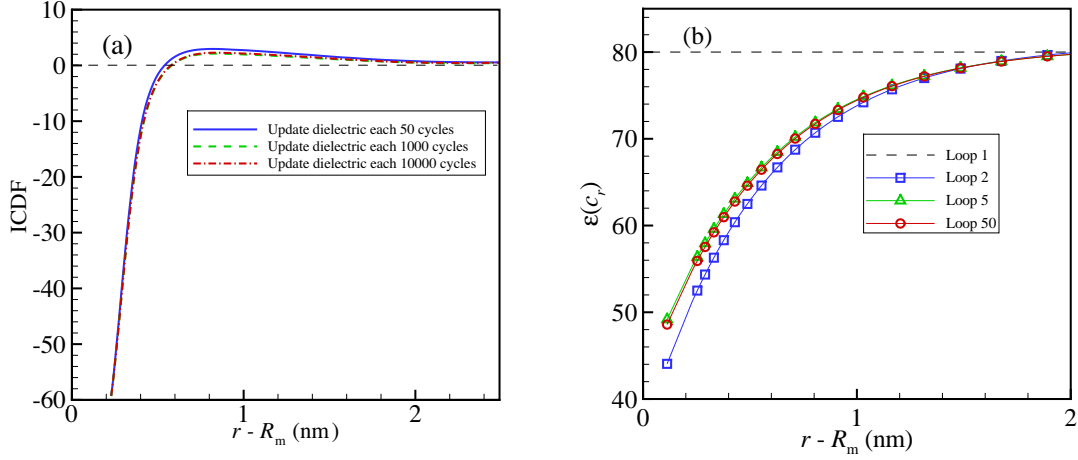 (a)
ICDF
10
0
-10
-20
-30
-40
-50
-60
Update dielectric each 50 cycles
Update dielectric each 1000 cycles
Update dielectric each 10000 cycles
0 1 2
r - Rm (nm)
(b)
ε(cr)
80
70
60
50
40
Loop 1
Loop 2
Loop 5
Loop 50
0 1 2
r - Rm (nm)